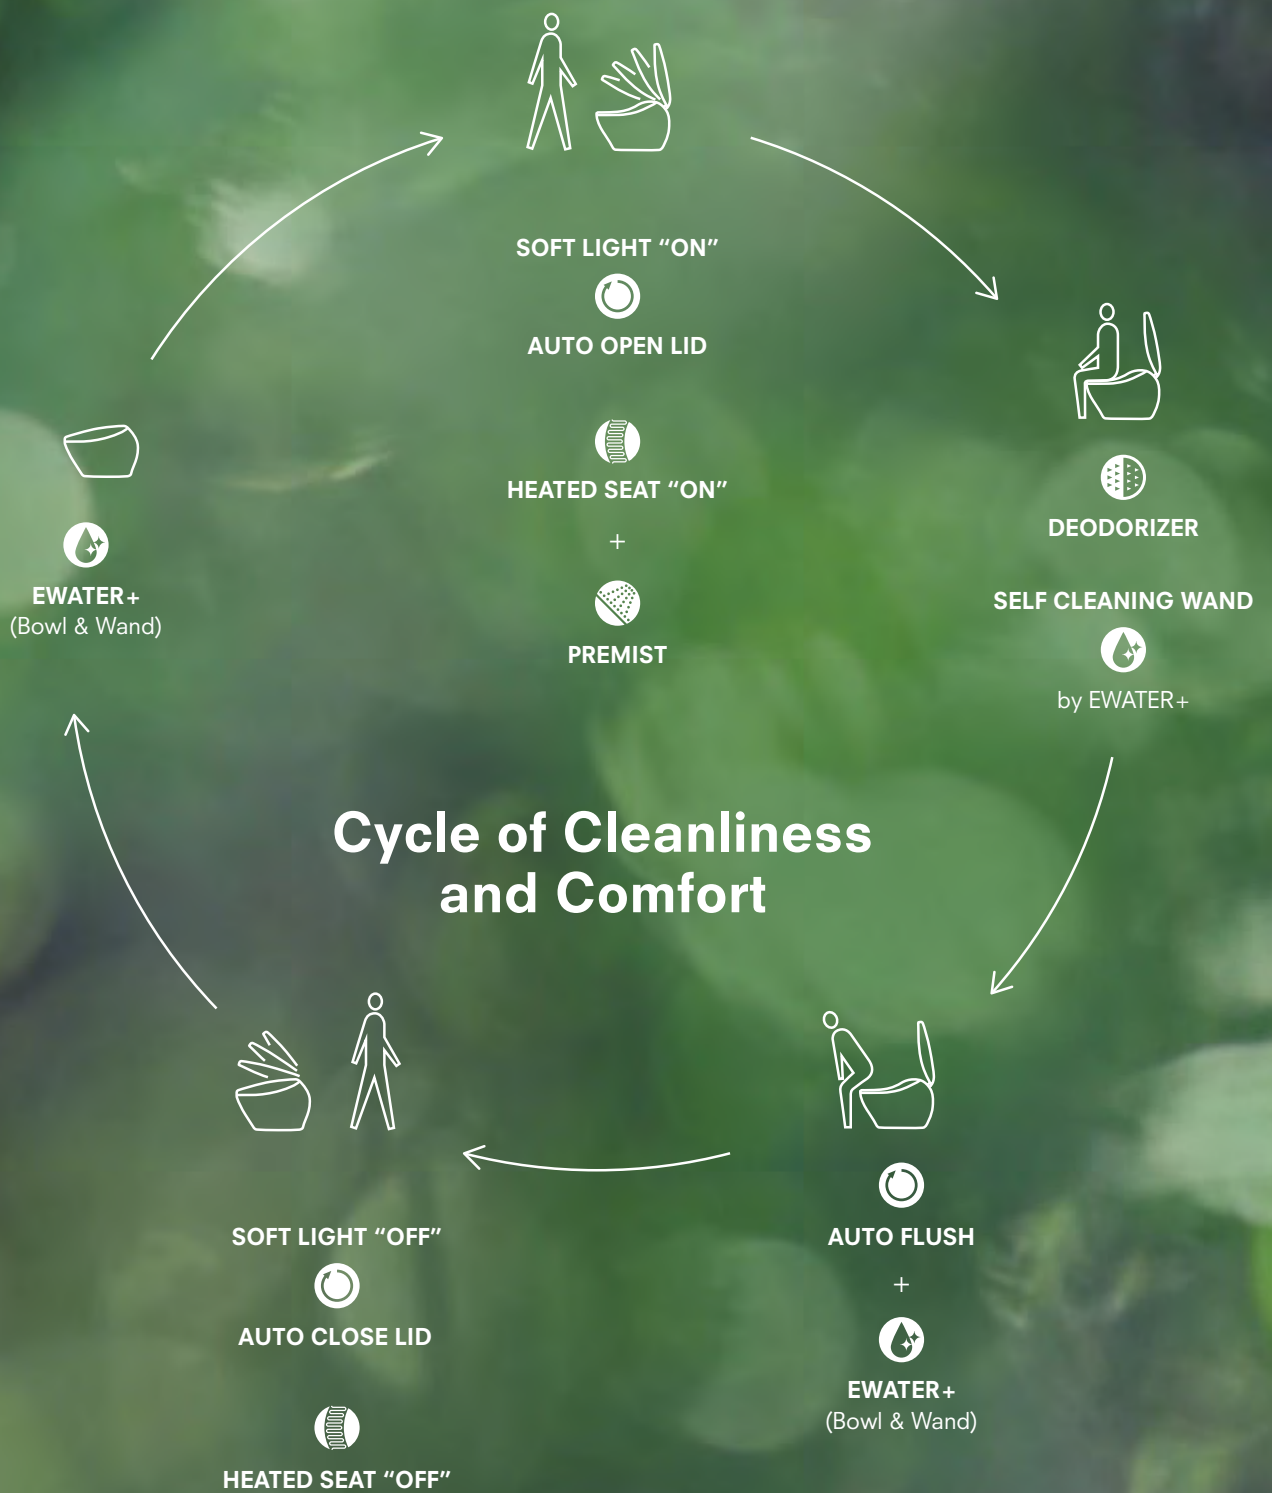 SOFT LIGHT “ON”
AUTO OPEN LID
HEATED SEAT “ON”
+
PREMIST
DEODORIZER
SELF CLEANING WAND
by EWATER+
EWATER+
(Bowl & Wand)
Cycle of Cleanliness
and Comfort
AUTO FLUSH
+
EWATER+
(Bowl & Wand)
SOFT LIGHT “OFF”
AUTO CLOSE LID
HEATED SEAT “OFF”